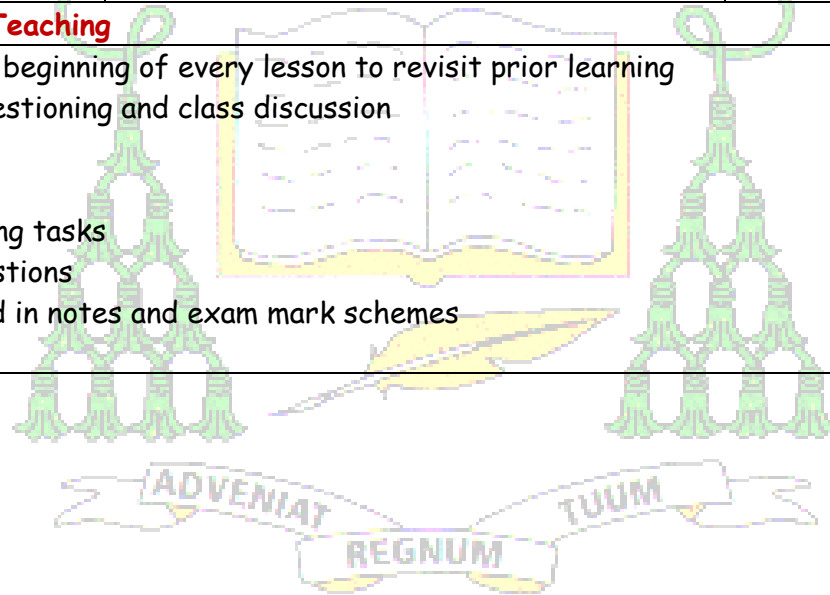 Teaching
beginning of every lesson to revisit prior learning
estioning and class discussion
ng tasks
stions
d in notes and exam mark schemes
ADVENIAT
REGNUM
TUUM